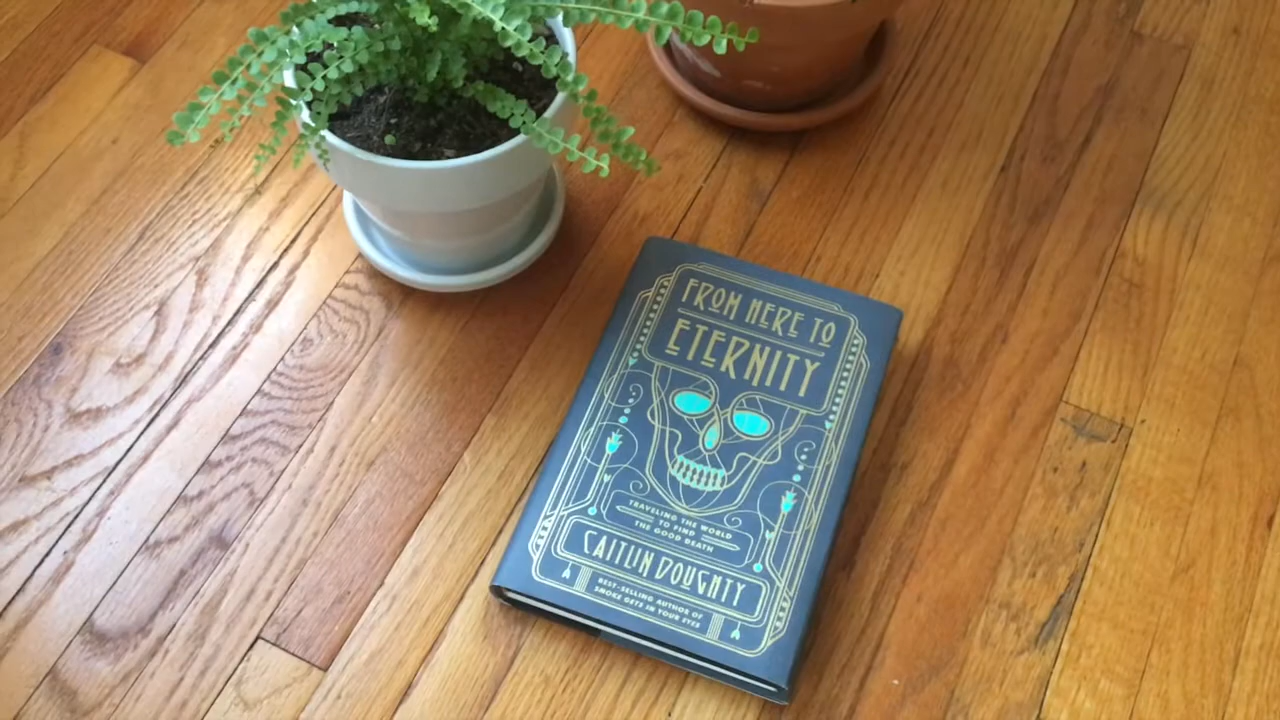 FROM HERE TO
ETERNITY
TRAVELING THE WORLD
TO FIND
THE GOOD DEATH
CAITLIN DOUGHTY
BEST-SELLING AUTHOR OF
SMOKE GETS IN YOUR EYES